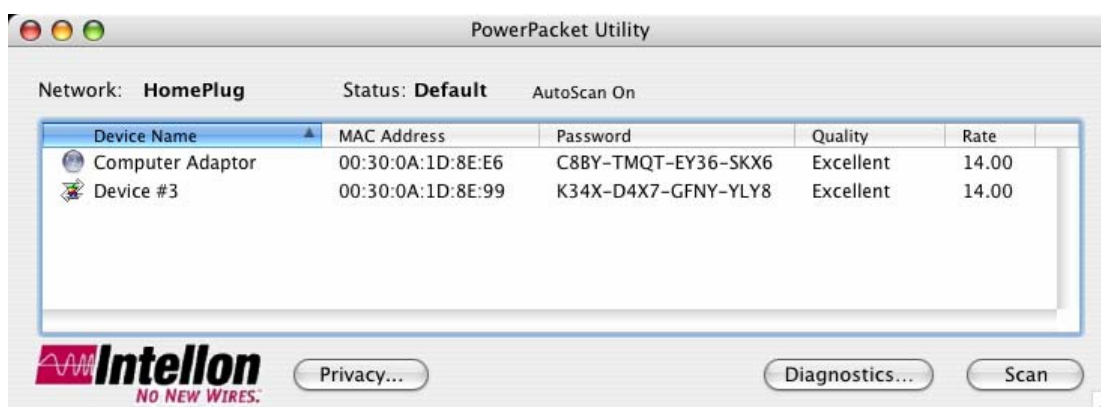 PowerPacket Utility
Network: HomePlug Status: Default AutoScan On
Device Name MAC Address Password Quality Rate
Computer Adaptor 00:30:0A:1D:8E:E6 C8BY-TMQT-EY36-SKX6 Excellent 14.00
Device #3 00:30:0A:1D:8E:99 K34X-D4X7-GFNY-YLY8 Excellent 14.00
Intellon
NO NEW WIRES.
Privacy... Diagnostics... Scan